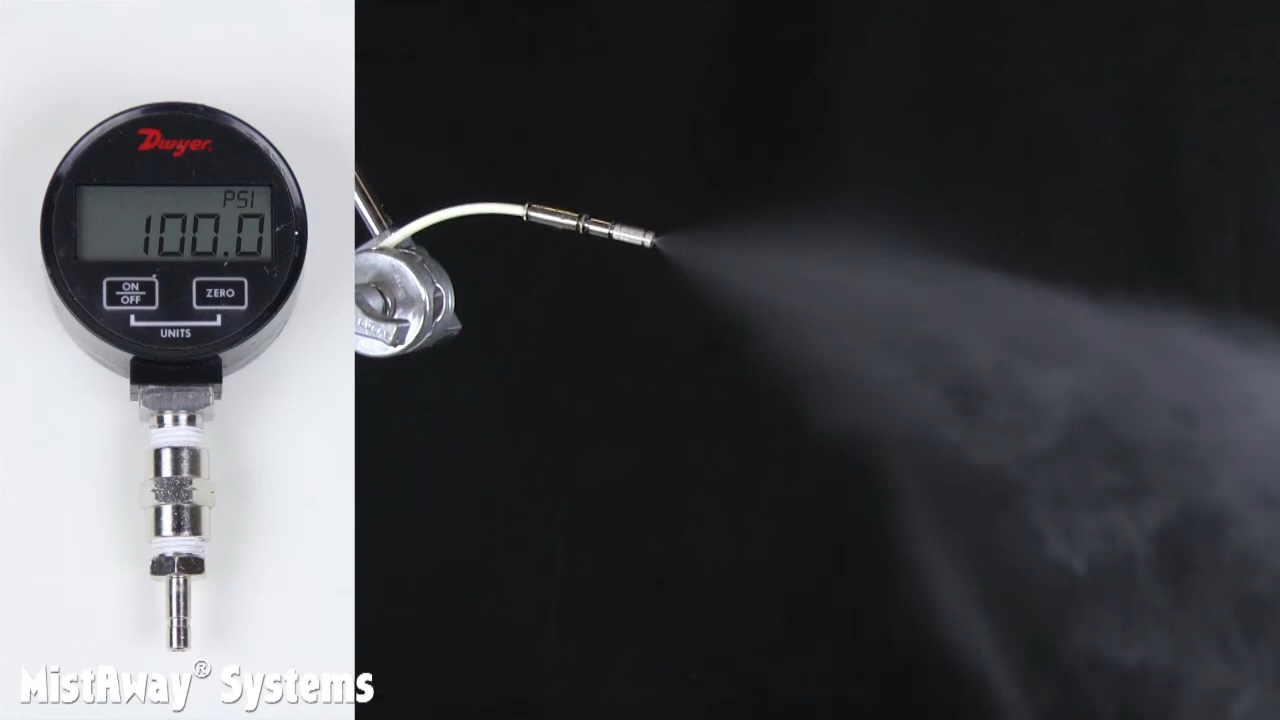 Dwyer.
PSI
100.0
ON
OFF
ZERO
UNITS
MistAway® Systems